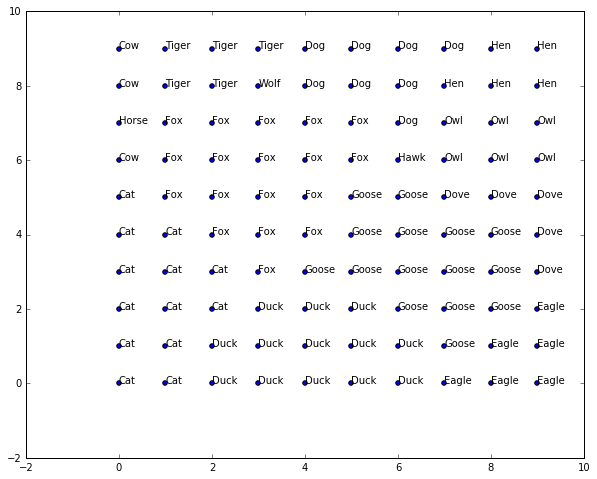 10
Cow Tiger Tiger Tiger Dog Dog Dog Dog Hen Hen
8
Cow Tiger Tiger Wolf Dog Dog Dog Hen Hen Hen
Horse Fox Fox Fox Fox Fox Dog Owl Owl Owl
6
Cow Fox Fox Fox Fox Fox Hawk Owl Owl Owl
Cat Fox Fox Fox Fox Goose Goose Dove Dove Dove
4
Cat Cat Fox Fox Fox Goose Goose Goose Goose Dove
Cat Cat Cat Fox Goose Goose Goose Goose Goose Dove
2
Cat Cat Cat Duck Duck Duck Goose Goose Goose Eagle
Cat Cat Duck Duck Duck Duck Duck Goose Eagle Eagle
0
Cat Cat Duck Duck Duck Duck Duck Eagle Eagle Eagle
−2
−2 0 2 4 6 8 10